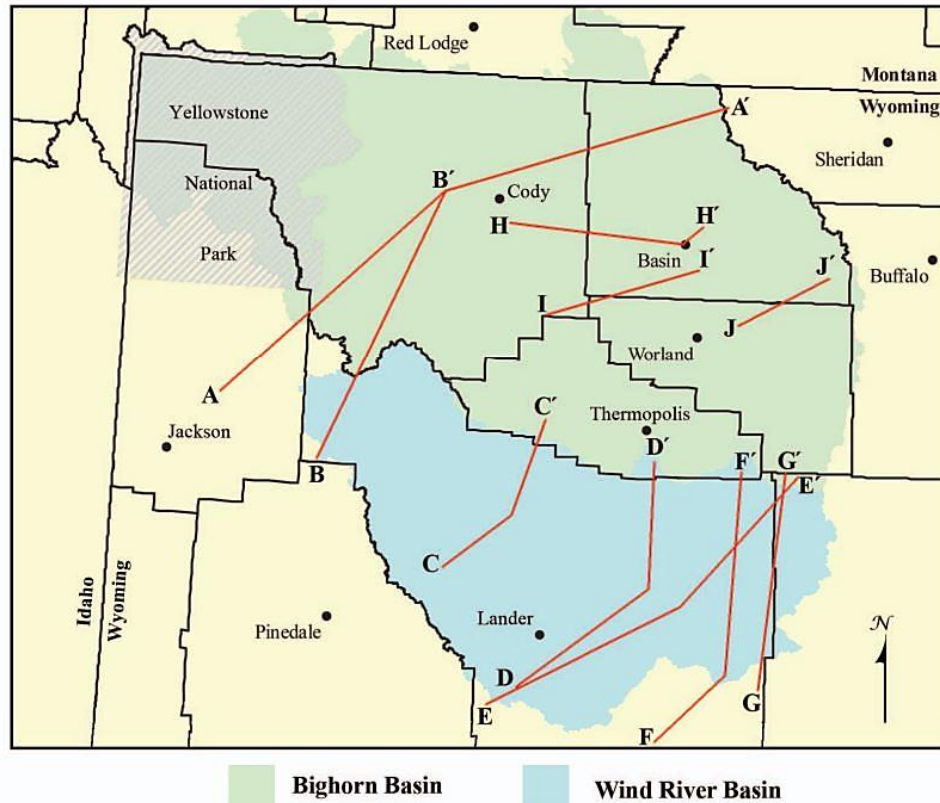 Red Lodge
Montana
Wyoming
Yellowstone
A´
Sheridan
National
B´
Cody
H
H´
Park
Basin
I´
J´
Buffalo
I
J
Worland
A
C´
Thermopolis
Jackson
D´
F´
G´
B
E´
C
Idaho
Wyoming
Pinedale
Lander
N
D
E
G
F
Bighorn Basin
Wind River Basin